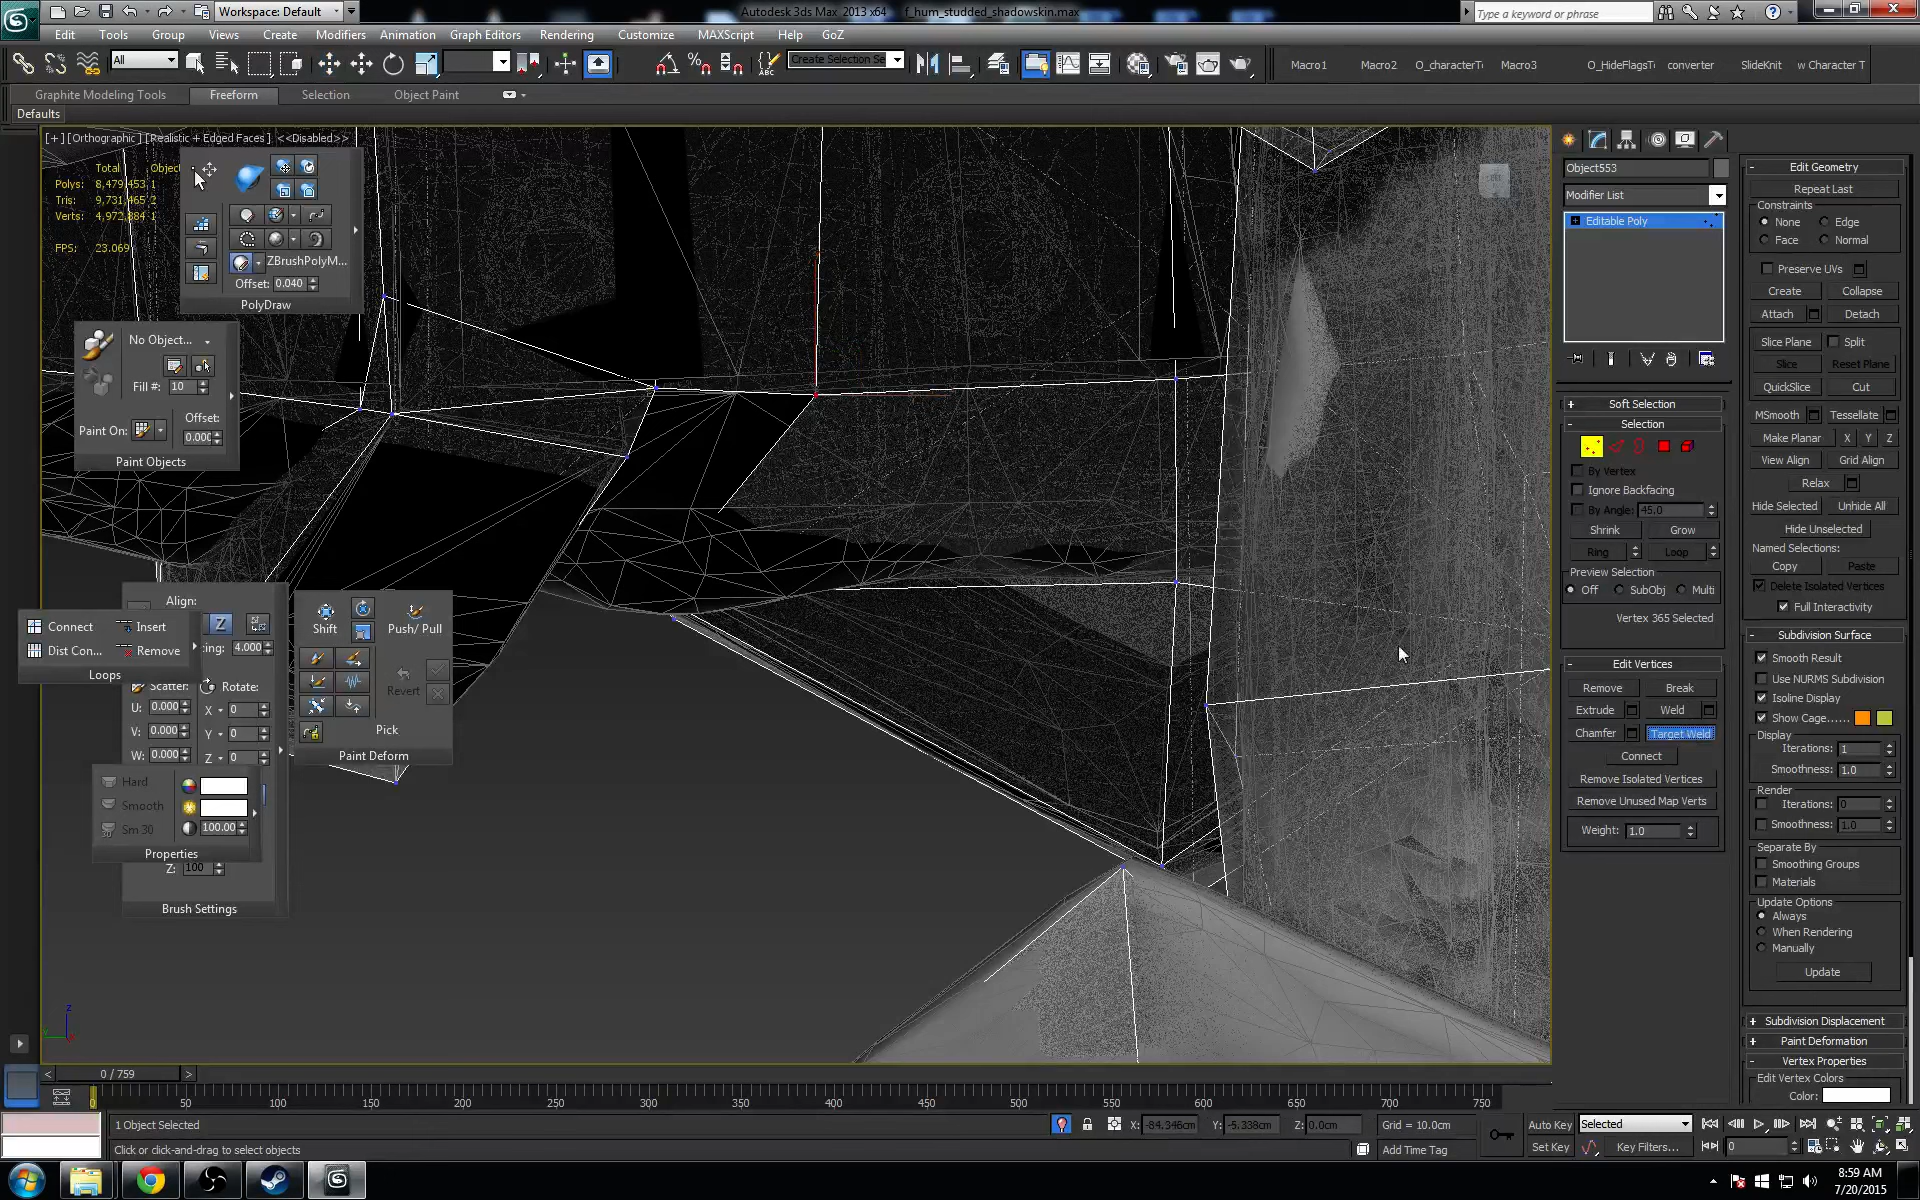 Workspace: Default
Autodesk 3ds Max 2013 x64 f_hum_studded_shadowskin.max
Type a keyword or phrase
Edit Tools Group Views Create Modifiers Animation Graph Editors Rendering Customize MAXScript Help GoZ
All
Create Selection Se
Macro1 Macro2 O_characterTo Macro3 O_HideFlagsTo converter SlideKnit w Character T
Graphite Modeling Tools Freeform Selection Object Paint
Defaults
[+] [Orthographic] [Realistic + Edged Faces] <<Disabled>>
Total Object
Polys: 8,479,453 1
Tris: 9,731,465 2
Verts: 4,972,884 1
FPS: 23.069
ZBrushPolyM...
Offset: 0.040
PolyDraw
No Object...
Fill #: 10
Offset:
Paint On: 0.000
Paint Objects
Align:
Connect Insert Z
Dist Con... Remove cing: 4.000
Loops
Scatter: Rotate:
U: 0.000 X 0
V: 0.000 Y 0
W: 0.000 Z 0
Hard
Smooth
Sm 30 100.00
Properties
Z: 100
Brush Settings
Shift Push/ Pull
Revert
Pick
Paint Deform
Object553
Modifier List
Editable Poly
Soft Selection
Selection
By Vertex
Ignore Backfacing
By Angle: 45.0
Shrink Grow
Ring Loop
Preview Selection
Off SubObj Multi
Vertex 365 Selected
Edit Vertices
Remove Break
Extrude Weld
Chamfer Target Weld
Connect
Remove Isolated Vertices
Remove Unused Map Verts
Weight: 1.0
Edit Geometry
Repeat Last
Constraints
None Edge
Face Normal
Preserve UVs
Create Collapse
Attach Detach
Slice Plane Split
Slice Reset Plane
QuickSlice Cut
MSmooth Tessellate
Make Planar X Y Z
View Align Grid Align
Relax
Hide Selected Unhide All
Hide Unselected
Named Selections:
Copy Paste
Delete Isolated Vertices
Full Interactivity
Subdivision Surface
Smooth Result
Use NURMS Subdivision
Isoline Display
Show Cage......
Display
Iterations: 1
Smoothness: 1.0
Render
Iterations: 0
Smoothness: 1.0
Separate By
Smoothing Groups
Materials
Update Options
Always
When Rendering
Manually
Update
Subdivision Displacement
Paint Deformation
Vertex Properties
Edit Vertex Colors
Color:
< 0 / 759 >
0 50 100 150 200 250 300 350 400 450 500 550 600 650 700 750
1 Object Selected X: -84.348cm Y: -5.338cm Z: 0.0cm Grid = 10.0cm Auto Key Selected
Click or click-and-drag to select objects Add Time Tag Set Key Key Filters... 0
8:59 AM
7/20/2015